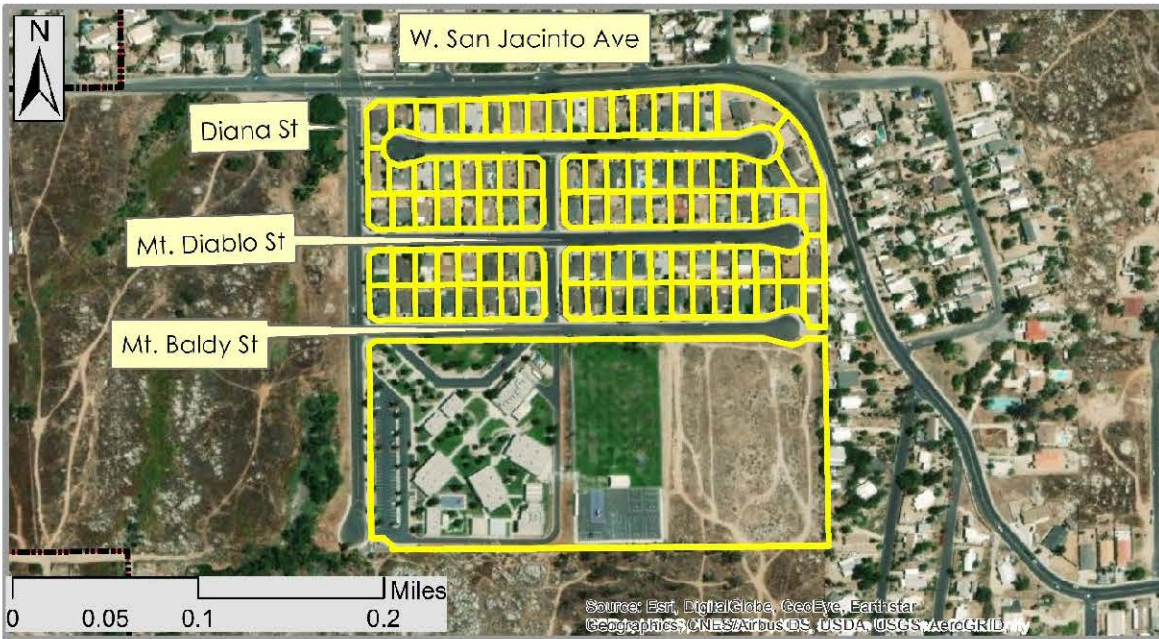 N
W. San Jacinto Ave
Diana St
Mt. Diablo St
Mt. Baldy St
Miles
0 0.05 0.1 0.2
Source: Esri, DigitalGlobe, GeoEye, Earthstar
Geographics, CNES/Airbus DS, USDA, USGS, AeroGRID,